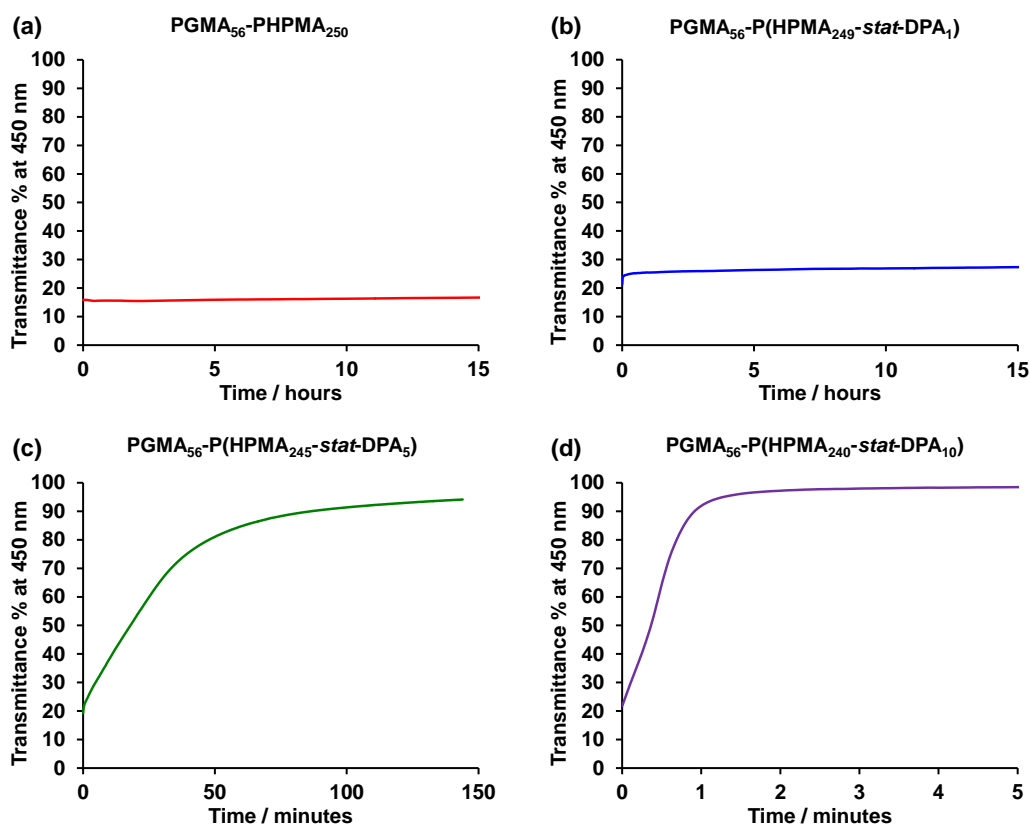 (a)
PGMA56-PHPMA250
Transmittance % at 450 nm
100
90
80
70
60
50
40
30
20
10
0
0 5 10 15
Time / hours
(b)
PGMA56-P(HPMA249-stat-DPA1)
Transmittance % at 450 nm
100
90
80
70
60
50
40
30
20
10
0
0 5 10 15
Time / hours
(c)
PGMA56-P(HPMA245-stat-DPA5)
Transmittance % at 450 nm
100
90
80
70
60
50
40
30
20
10
0
0 50 100 150
Time / minutes
(d)
PGMA56-P(HPMA240-stat-DPA10)
Transmittance % at 450 nm
100
90
80
70
60
50
40
30
20
10
0
0 1 2 3 4 5
Time / minutes